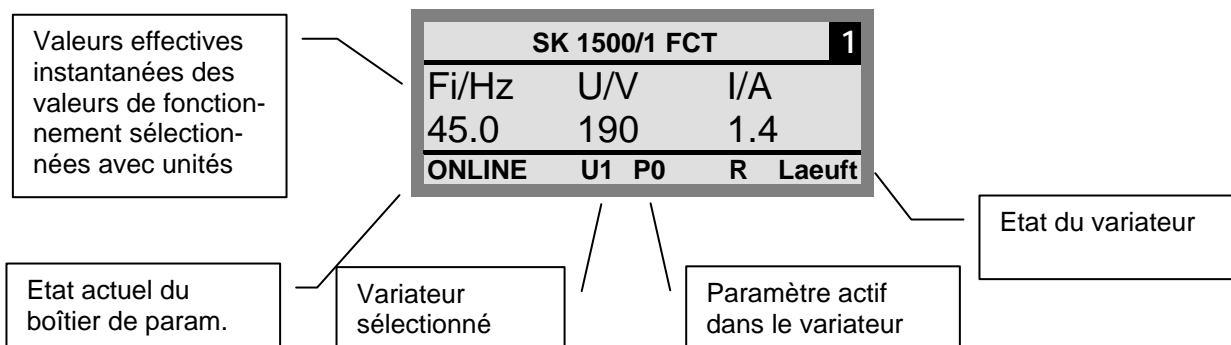 Valeurs effectives
instantanées des
valeurs de fonction-
nement sélection-
nées avec unités
SK 1500/1 FCT 1
Fi/Hz U/V I/A
45.0 190 1.4
ONLINE U1 P0 R Laeuft
Etat du variateur
Etat actuel du
boîtier de param.
Variateur
sélectionné
Paramètre actif
dans le variateur